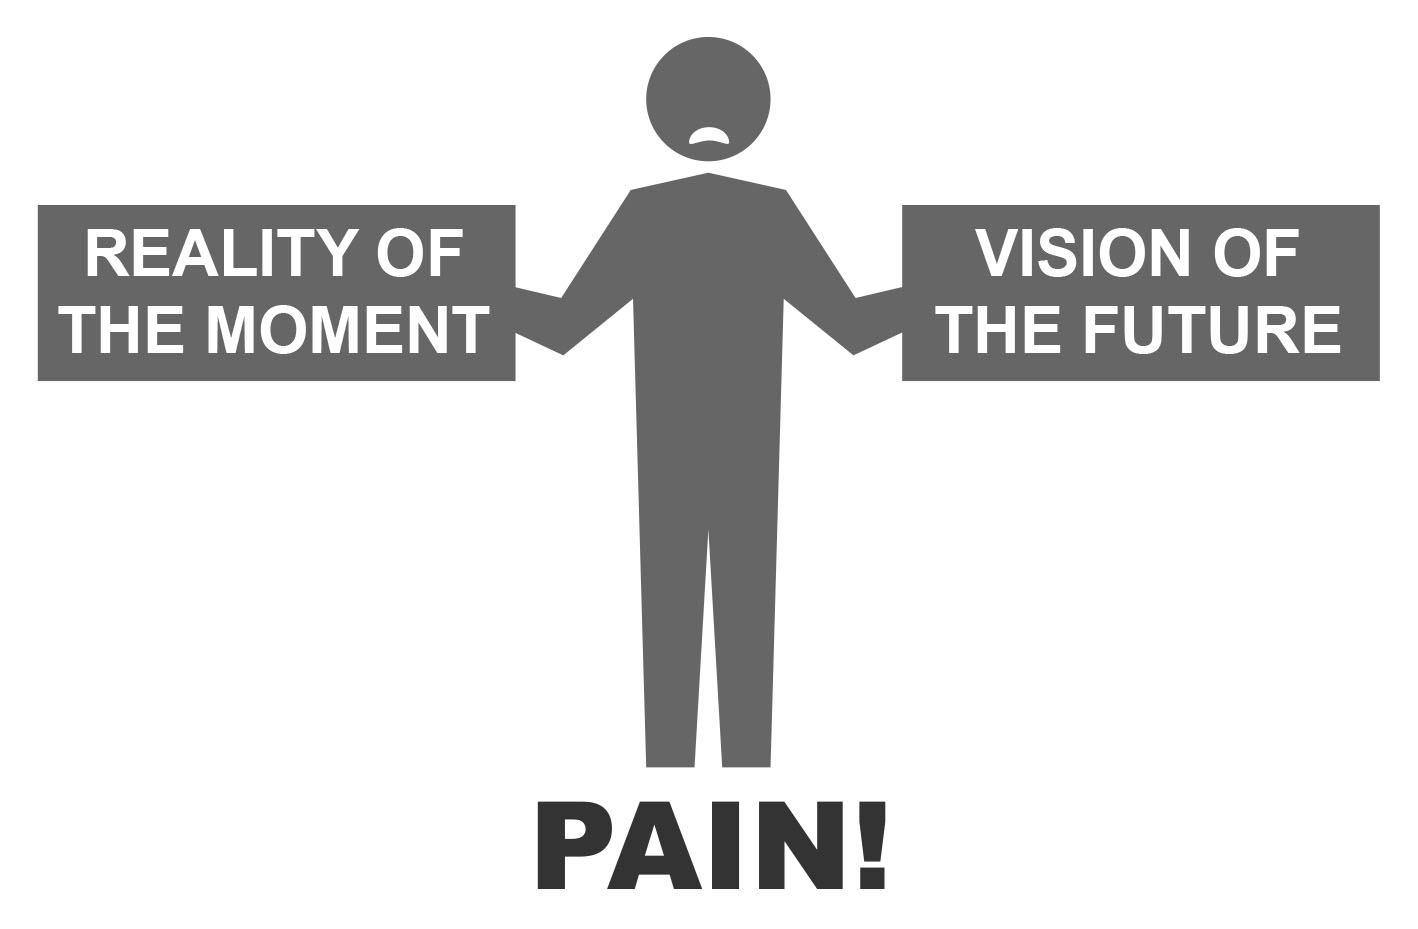 REALITY OF
THE MOMENT
VISION OF
THE FUTURE
PAIN!